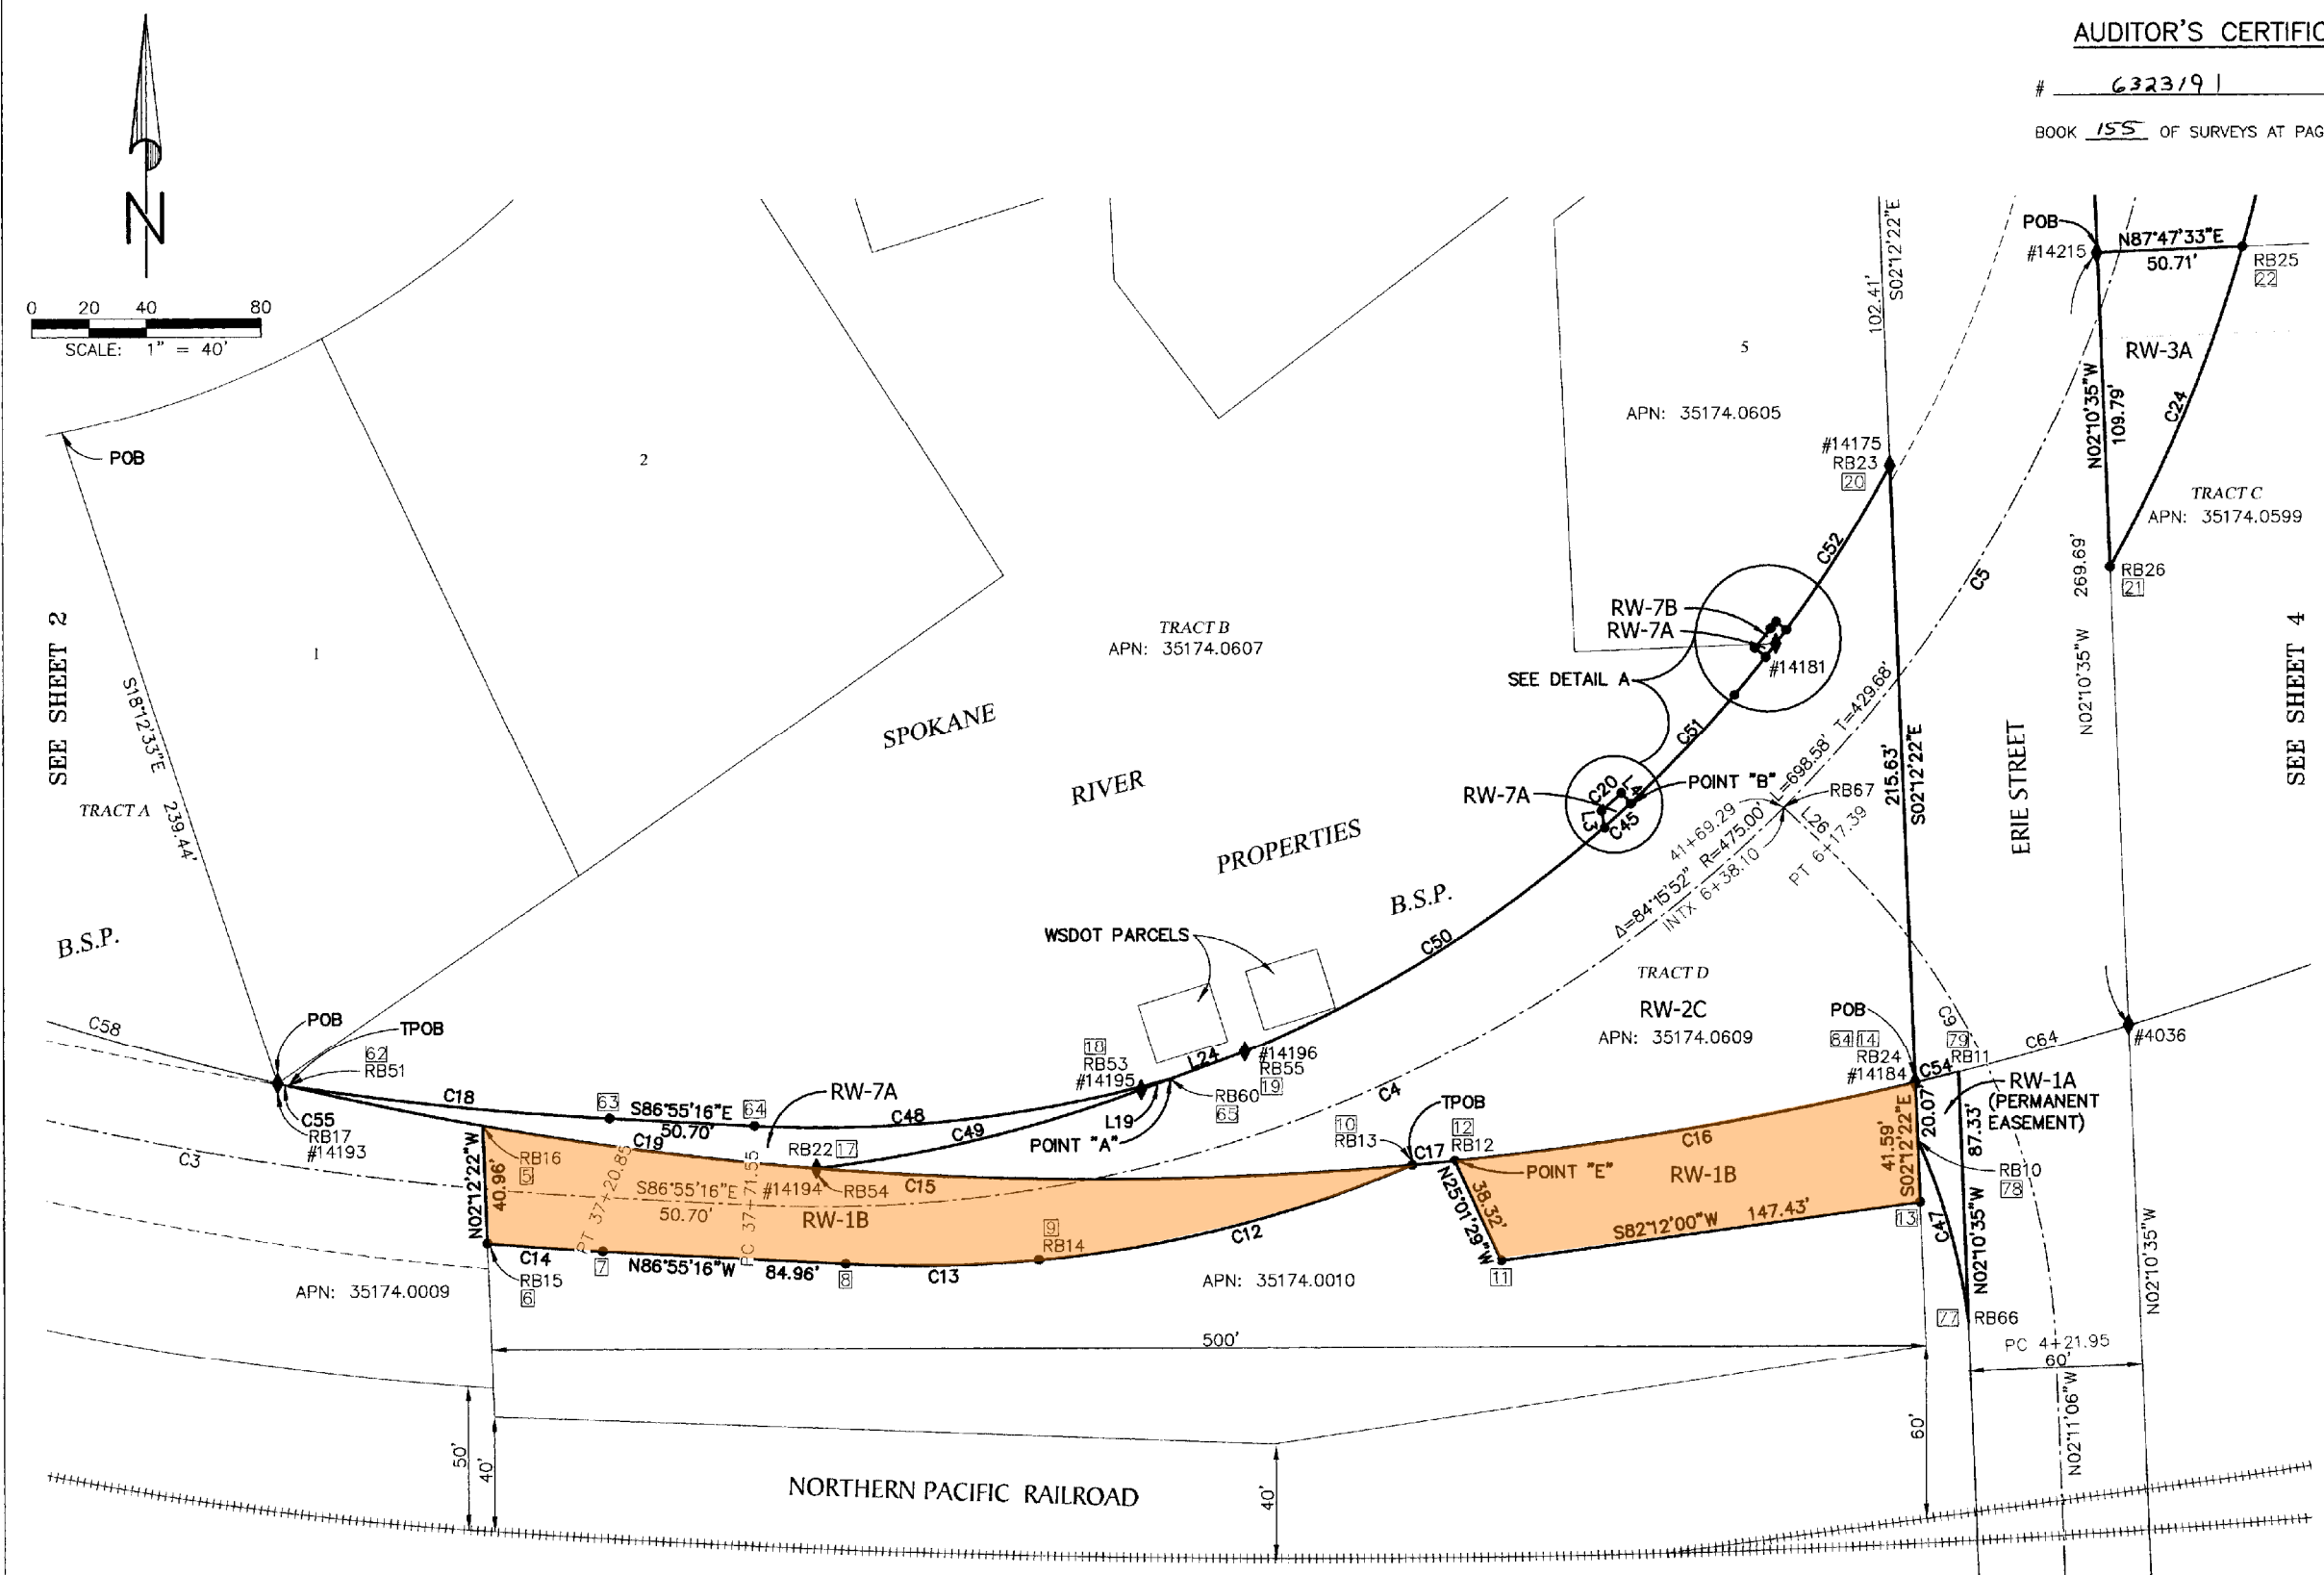 AUDITOR'S CERTIFIC
# 6323191
BOOK 155 OF SURVEYS AT PAG
N
0 20 40 80
SCALE: 1" = 40'
POB
SEE SHEET 2
S18°12'33"E 239.44'
TRACT A
B.S.P.
1
2
5
APN: 35174.0605
102.41'
S02°12'22"E
#14175
RB23
20
POB
#14215
N87°47'33"E
50.71'
RB25
22
RW-3A
N02°10'35"W
109.79'
C24
TRACT C
APN: 35174.0599
RB26
21
269.69'
N02°10'35"W
SEE SHEET 4
C52
C5
RW-7B
RW-7A
#14181
SEE DETAIL A
TRACT B
APN: 35174.0607
SPOKANE
RIVER
PROPERTIES
B.S.P.
C51
RW-7A
C20
L4
L3
C45
POINT "B"
RB67
L26
PT 6+17.39
41+69.29
Δ=84°15'52" R=475.00' L=698.58' T=429.68'
INTX 6+38.10
215.63'
S02°12'22"E
ERIE STREET
C50
WSDOT PARCELS
TRACT D
RW-2C
APN: 35174.0609
POB
84 14
RB24
#14184
C54
C9
79
RB11
C64
#4036
RW-1A
(PERMANENT
EASEMENT)
C58
POB
TPOB
62
RB51
C55
RB17
#14193
C3
C18
63
S86°55'16"E
50.70'
64
RW-7A
C48
C49
C19
RB22 17
18
RB53
#14195
L24
#14196
RB55
19
RB60
65
L19
POINT "A"
C4
10
RB13
TPOB
C17
12
RB12
POINT "E"
C16
RW-1B
41.59'
S02°12'22"E
20.07'
87.33'
RB10
78
C47
N02°10'35"W
N02°12'22"W
40.96'
RB16
5
PT 37+20.85
S86°55'16"E
50.70'
PC 37+71.55
#14194
RB54
C15
RW-1B
9
RB14
C12
N25°01'29"W
38.32'
S82°12'00"W 147.43'
13
11
C14
RB15
6
7
N86°55'16"W 84.96'
8
C13
APN: 35174.0009
APN: 35174.0010
77
RB66
PC 4+21.95
60'
N02°10'35"W
500'
N02°11'06"W
50'
40'
40'
60'
NORTHERN PACIFIC RAILROAD